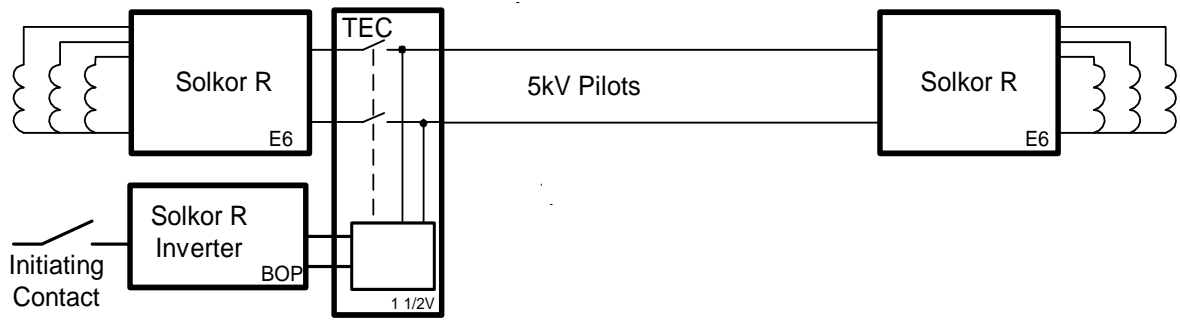 TEC
Solkor R
E6
5kV Pilots
Solkor R
E6
Solkor R
Inverter
BOP
Initiating
Contact
1 1/2V